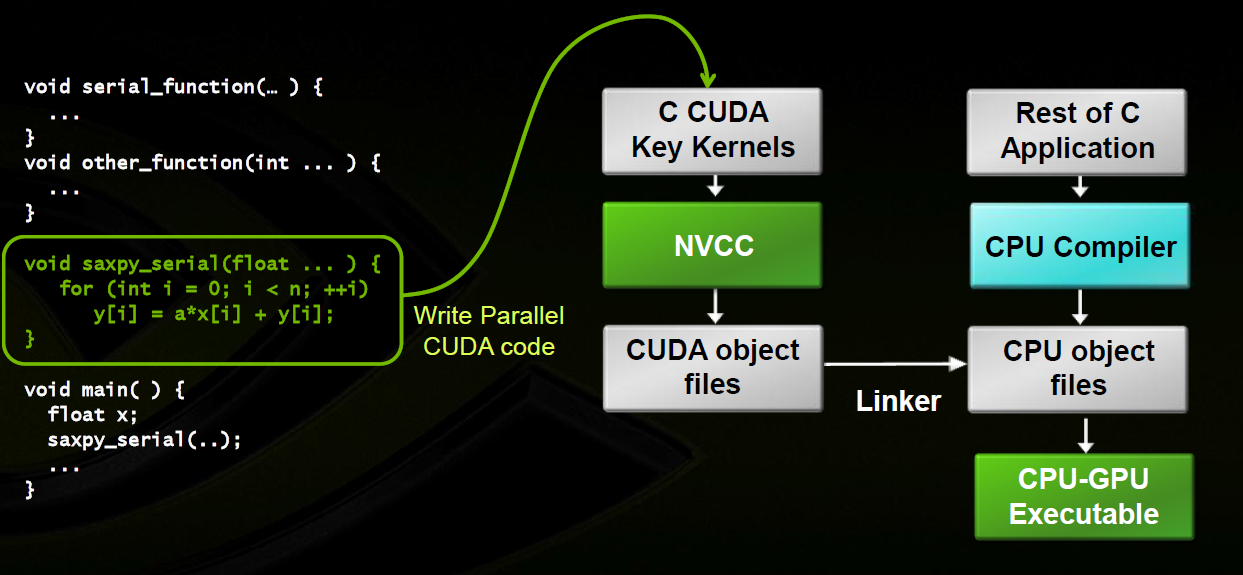 void serial_function(… ) {
...
}
void other_function(int ... ) {
...
}
void saxpy_serial(float ... ) {
for (int i = 0; i < n; ++i)
y[i] = a*x[i] + y[i];
}
void main( ) {
float x;
saxpy_serial(..);
...
}
Write Parallel
CUDA code
C CUDA
Key Kernels
NVCC
CUDA object
files
Linker
Rest of C
Application
CPU Compiler
CPU object
files
CPU-GPU
Executable